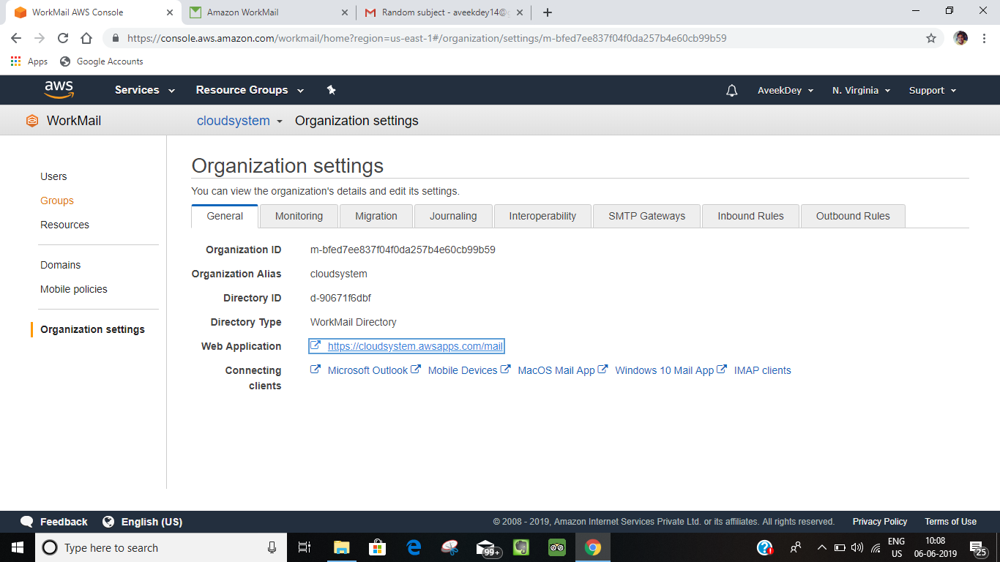 WorkMail AWS Console
Amazon WorkMail
Random subject - aveekdey14@
https://console.aws.amazon.com/workmail/home?region=us-east-1#/organization/settings/m-bfed7ee837f04f0da257b4e60cb99b59
Apps Google Accounts
aws Services Resource Groups AveekDey N. Virginia Support
WorkMail cloudsystem Organization settings
Users
Groups
Resources
Domains
Mobile policies
Organization settings
Organization settings
You can view the organization's details and edit its settings.
General Monitoring Migration Journaling Interoperability SMTP Gateways Inbound Rules Outbound Rules
Organization ID m-bfed7ee837f04f0da257b4e60cb99b59
Organization Alias cloudsystem
Directory ID d-90671f6dbf
Directory Type WorkMail Directory
Web Application https://cloudsystem.awsapps.com/mail
Connecting clients Microsoft Outlook Mobile Devices MacOS Mail App Windows 10 Mail App IMAP clients
Feedback English (US) © 2008 - 2019, Amazon Internet Services Private Ltd. or its affiliates. All rights reserved. Privacy Policy Terms of Use
Type here to search 99+ ENG US 10:08 06-06-2019 25